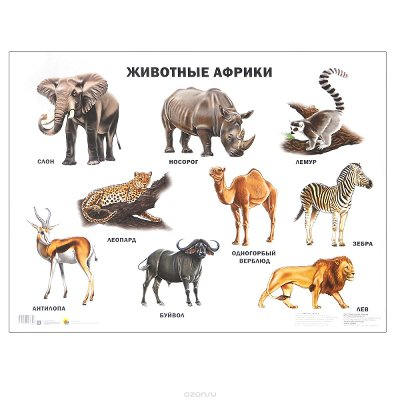 ЖИВОТНЫЕ АФРИКИ
СЛОН
НОСОРОГ
ЛЕМУР
ЛЕОПАРД
ОДНОГОРБЫЙ
ВЕРБЛЮД
ЗЕБРА
АНТИЛОПА
БУЙВОЛ
ЛЕВ
ozon.ru